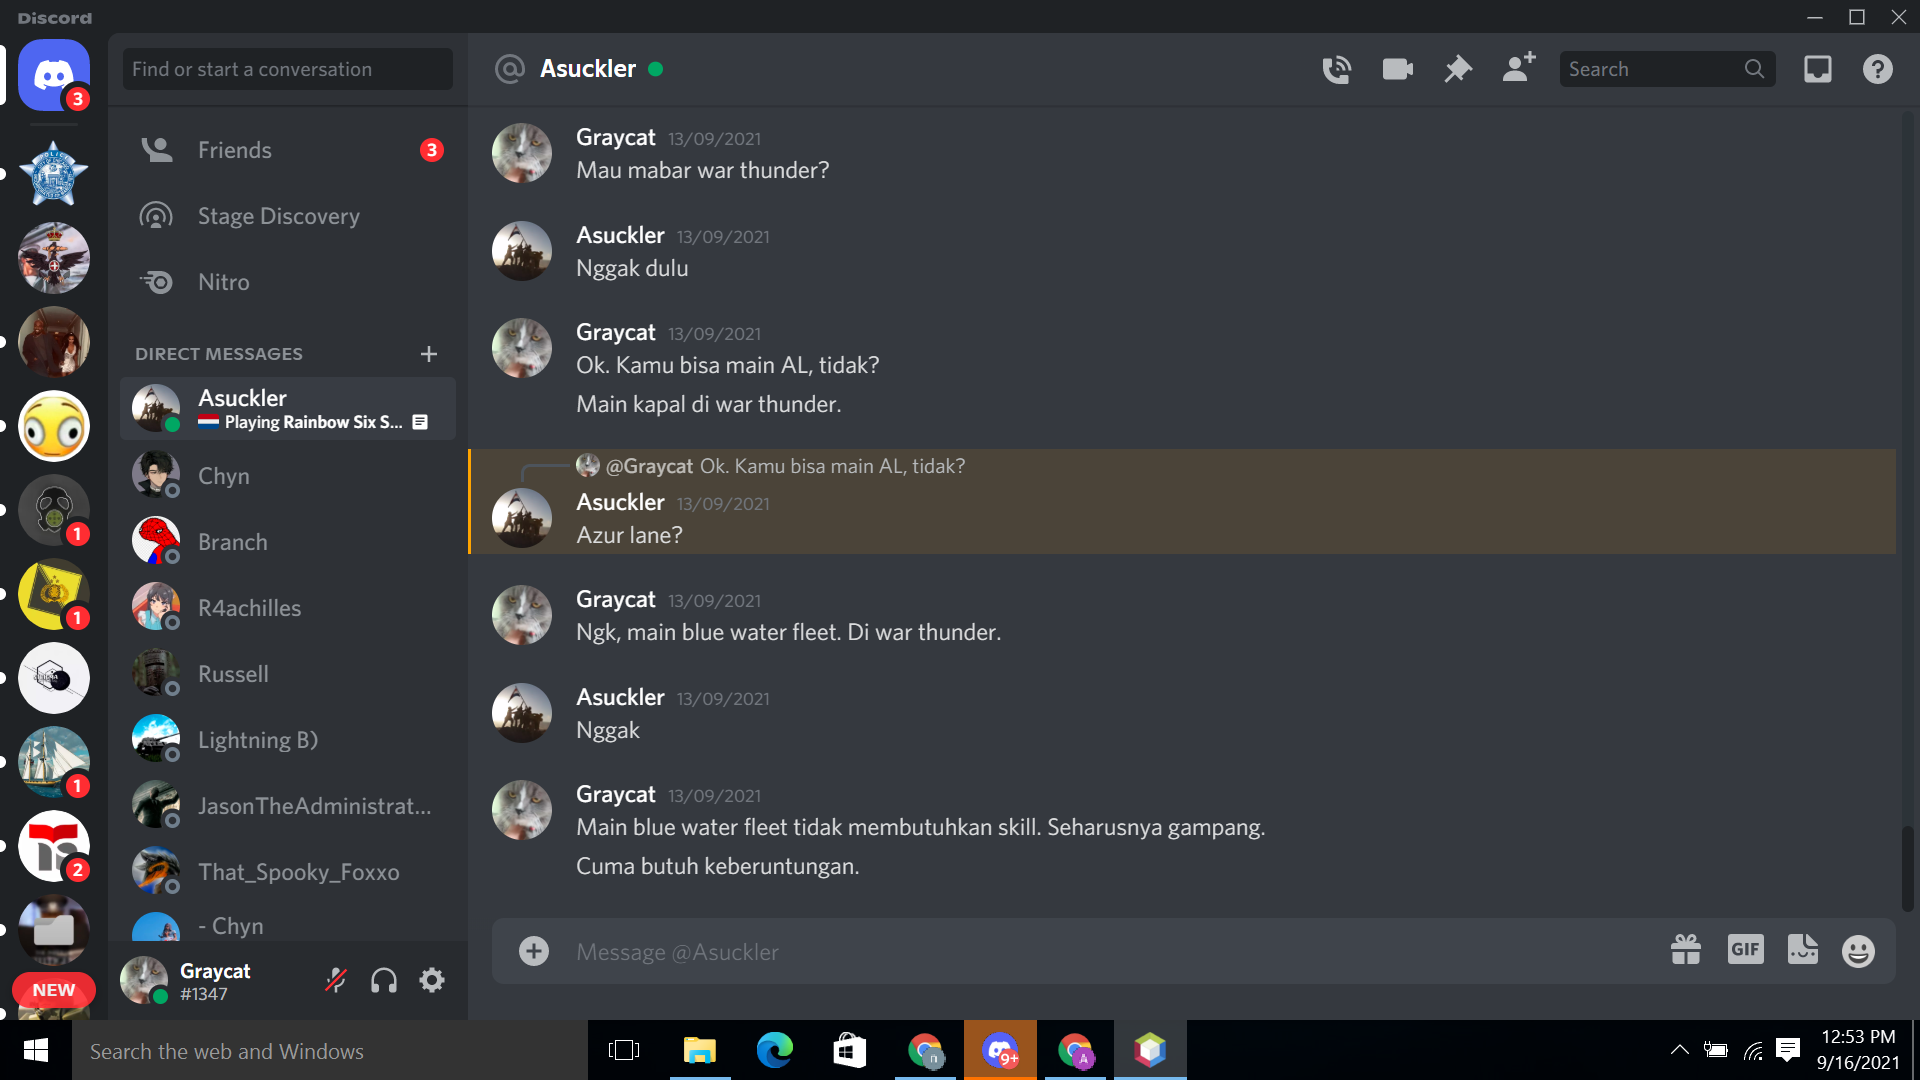 Discord
3
Find or start a conversation
Friends
3
Stage Discovery
Nitro
DIRECT MESSAGES
Asuckler
Playing Rainbow Six S...
Chyn
Branch
R4achilles
Russell
Lightning B)
JasonTheAdministrat...
That_Spooky_Foxxo
- Chyn
Graycat
#1347
1
1
1
2
NEW
Asuckler
Search
Graycat 13/09/2021
Mau mabar war thunder?
Asuckler 13/09/2021
Nggak dulu
Graycat 13/09/2021
Ok. Kamu bisa main AL, tidak?
Main kapal di war thunder.
@Graycat Ok. Kamu bisa main AL, tidak?
Asuckler 13/09/2021
Azur lane?
Graycat 13/09/2021
Ngk, main blue water fleet. Di war thunder.
Asuckler 13/09/2021
Nggak
Graycat 13/09/2021
Main blue water fleet tidak membutuhkan skill. Seharusnya gampang.
Cuma butuh keberuntungan.
Message @Asuckler
GIF
Search the web and Windows
n
9+
A
12:53 PM
9/16/2021